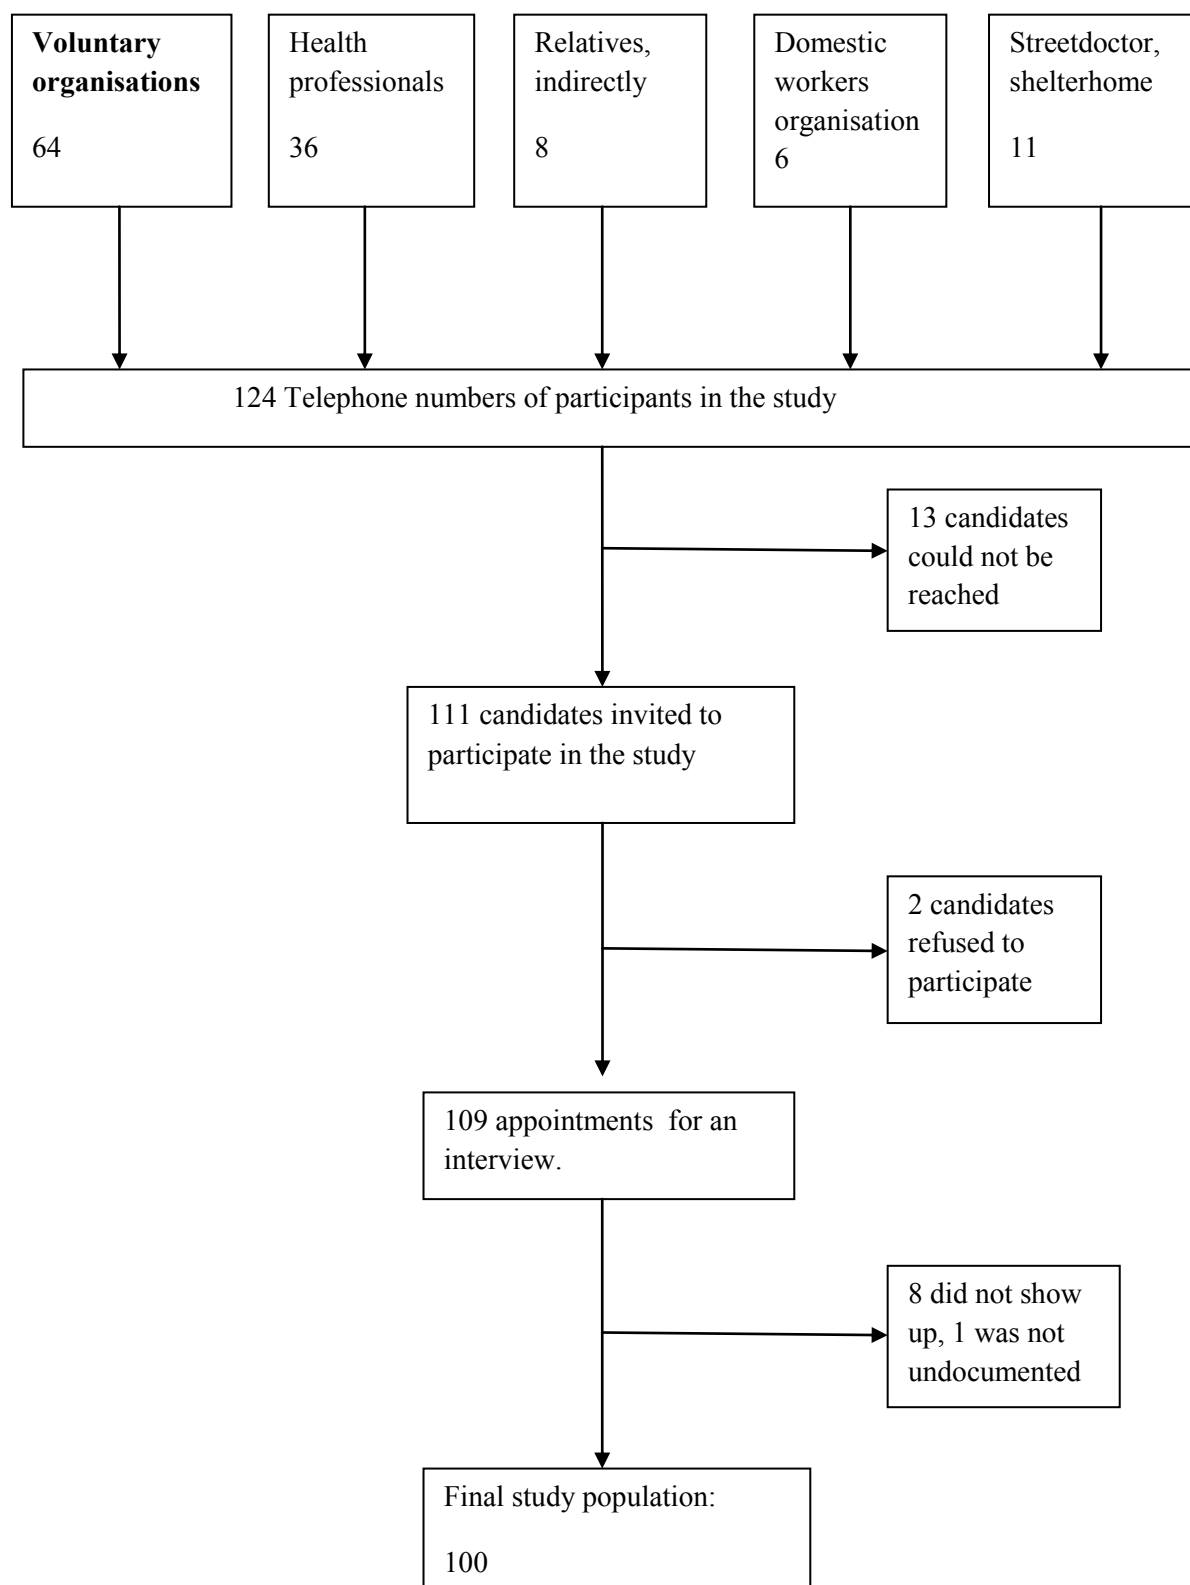 Voluntary
organisations
64
Health
professionals
36
Relatives,
indirectly
8
Domestic
workers
organisation
6
Streetdoctor,
shelterhome
11
124 Telephone numbers of participants in the study
13 candidates
could not be
reached
111 candidates invited to
participate in the study
2 candidates
refused to
participate
109 appointments  for an
interview.
8 did not show
up, 1 was not
undocumented
Final study population:
100